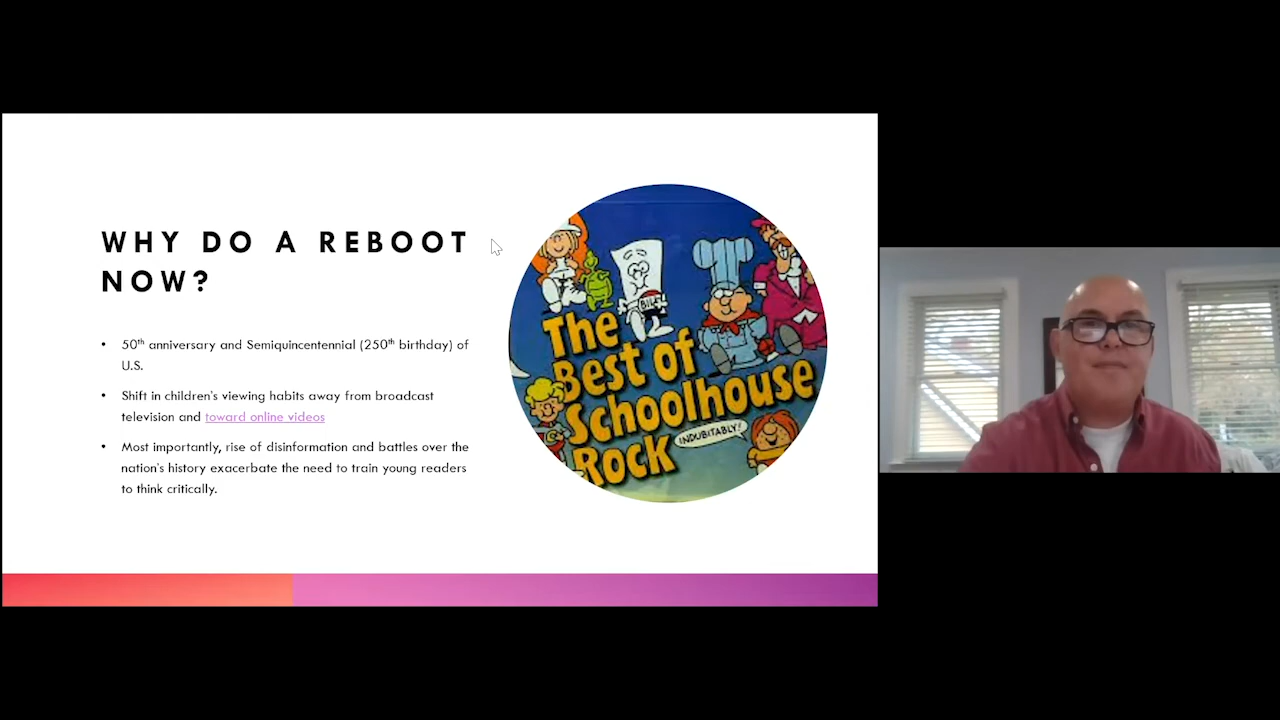 WHY DO A REBOOT
NOW?
• 50th anniversary and Semiquincentennial (250th birthday) of
U.S.
• Shift in children's viewing habits away from broadcast
television and toward online videos
• Most importantly, rise of disinformation and battles over the
nation's history exacerbate the need to train young readers
to think critically.
BILL
The
Best of
Schoolhouse
Rock
INDUBITABLY!